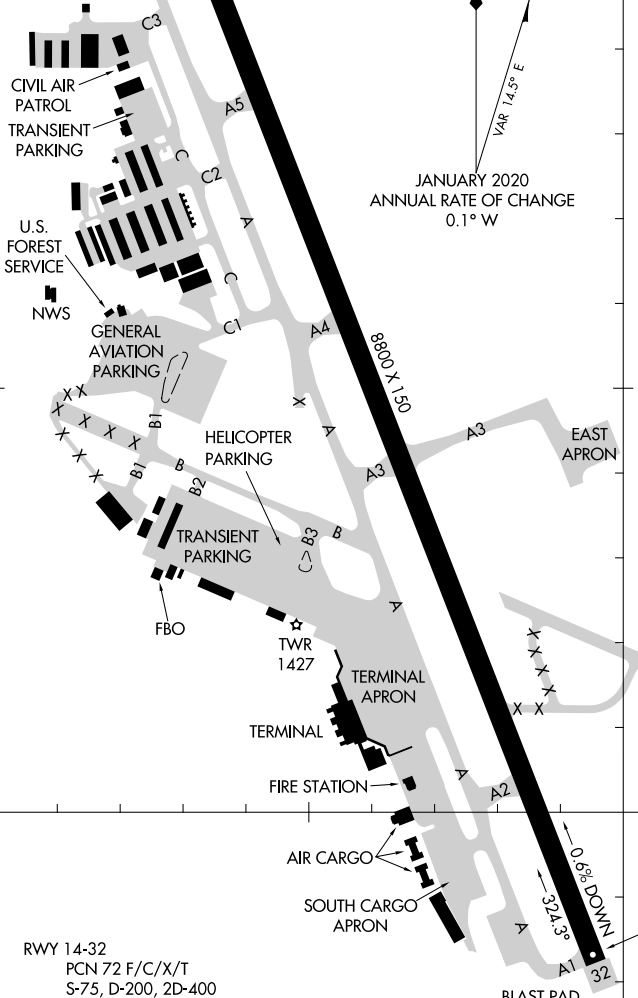 C3
CIVIL AIR
PATROL
TRANSIENT
PARKING
A5
VAR 14.5° E
C
C2
JANUARY 2020
ANNUAL RATE OF CHANGE
0.1° W
A
U.S.
FOREST
SERVICE
C
NWS
C1
A4
GENERAL
AVIATION
PARKING
8800 X 150
X
X X
X
X
X
X
X
X
X
X
B1
A
A3
HELICOPTER
PARKING
EAST
APRON
B1
B
B2
A3
TRANSIENT
PARKING
B3
B
FBO
A
TWR
1427
X
X
X
X
X X
TERMINAL
APRON
TERMINAL
A
FIRE STATION
A2
AIR CARGO
0.6% DOWN
324.3°
SOUTH CARGO
APRON
A
A1
32
RWY 14-32
PCN 72 F/C/X/T
S-75, D-200, 2D-400
BLAST PAD